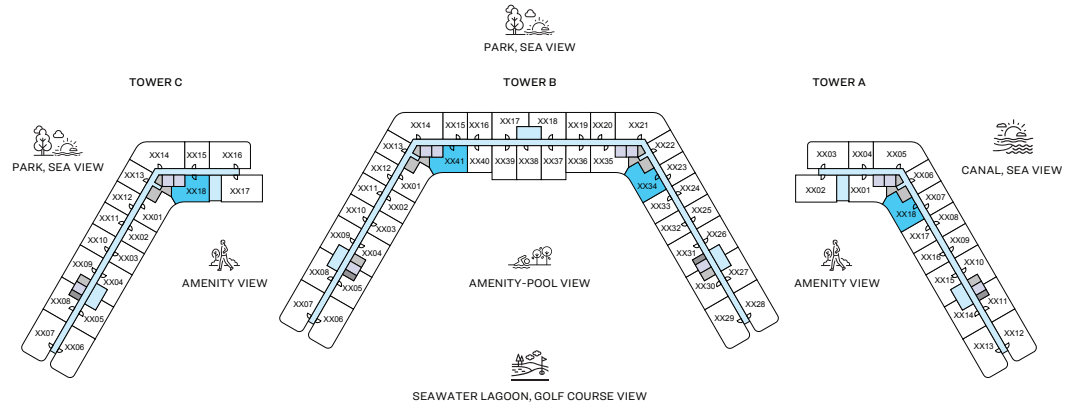 PARK, SEA VIEW
TOWER C
TOWER B
TOWER A
PARK, SEA VIEW
CANAL, SEA VIEW
XX14
XX15
XX16
XX13
XX12
XX11
XX10
XX09
XX08
XX07
XX06
XX05
XX04
XX03
XX02
XX01
XX18
XX17
AMENITY VIEW
XX14
XX15
XX16
XX17
XX18
XX19
XX20
XX21
XX13
XX12
XX11
XX10
XX09
XX08
XX07
XX06
XX05
XX04
XX03
XX02
XX01
XX41
XX40
XX39
XX38
XX37
XX36
XX35
XX34
XX33
XX32
XX31
XX30
XX29
XX22
XX23
XX24
XX25
XX26
XX27
XX28
AMENITY-POOL VIEW
XX03
XX04
XX05
XX02
XX01
XX06
XX07
XX08
XX09
XX10
XX11
XX12
XX18
XX17
XX16
XX15
XX14
XX13
AMENITY VIEW
SEAWATER LAGOON, GOLF COURSE VIEW